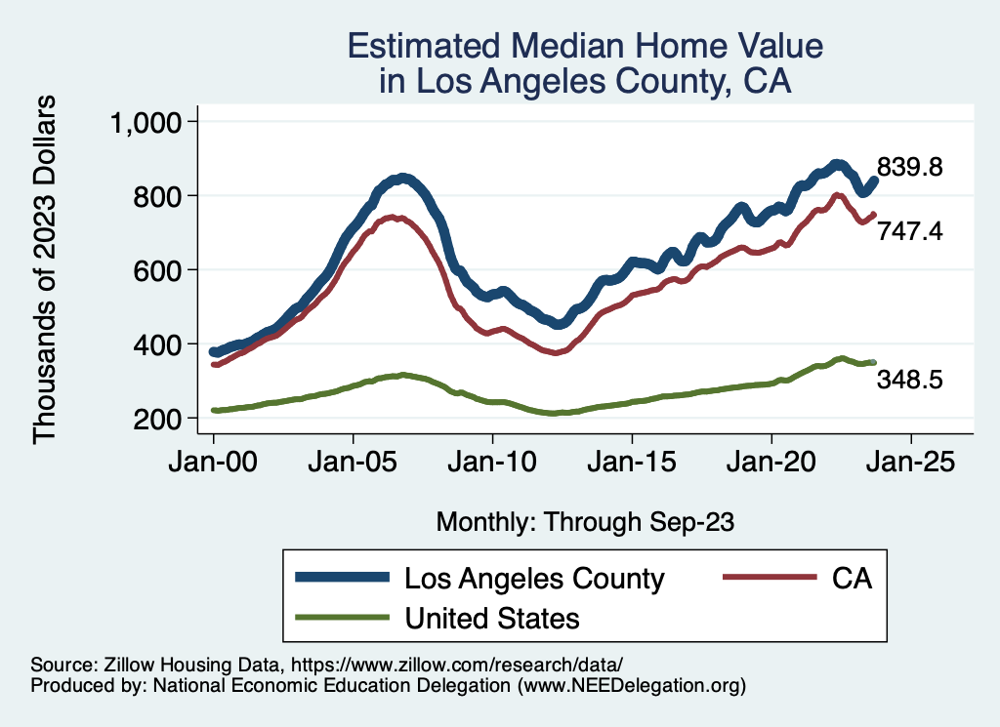 Estimated Median Home Value
in Los Angeles County, CA
Thousands of 2023 Dollars
1,000
800
600
400
200
839.8
747.4
348.5
Jan-00 Jan-05 Jan-10 Jan-15 Jan-20 Jan-25
Monthly: Through Sep-23
Los Angeles County CA
United States
Source: Zillow Housing Data, https://www.zillow.com/research/data/
Produced by: National Economic Education Delegation (www.NEEDelegation.org)